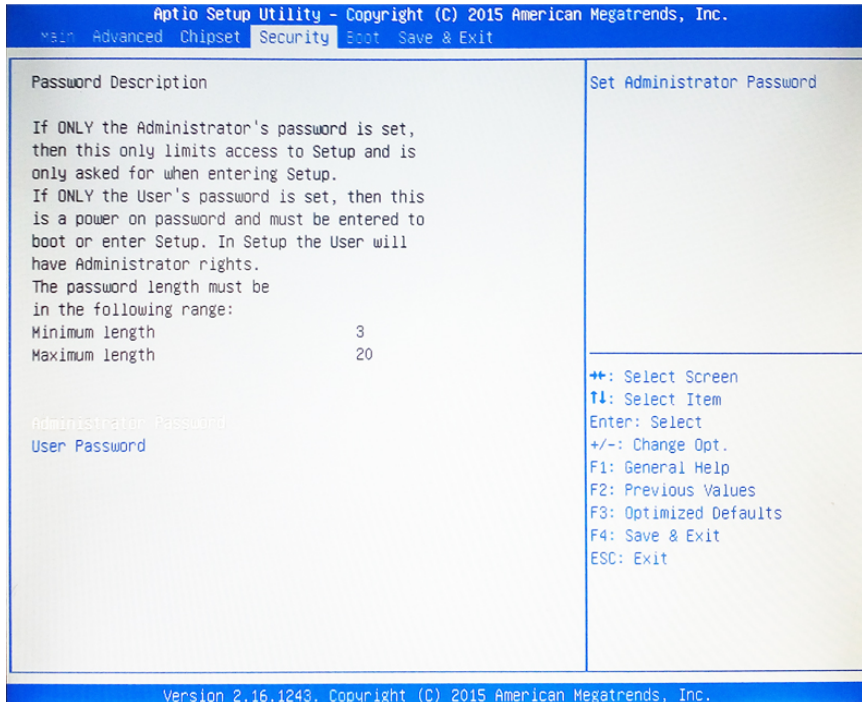 Aptio Setup Utility – Copyright (C) 2015 American Megatrends, Inc.
Main Advanced Chipset Security Boot Save & Exit
Password Description
If ONLY the Administrator's password is set,
then this only limits access to Setup and is
only asked for when entering Setup.
If ONLY the User's password is set, then this
is a power on password and must be entered to
boot or enter Setup. In Setup the User will
have Administrator rights.
The password length must be
in the following range:
Minimum length 3
Maximum length 20
Administrator Password
User Password
Set Administrator Password
→←: Select Screen
↑↓: Select Item
Enter: Select
+/-: Change Opt.
F1: General Help
F2: Previous Values
F3: Optimized Defaults
F4: Save & Exit
ESC: Exit
Version 2.16.1243. Copyright (C) 2015 American Megatrends, Inc.